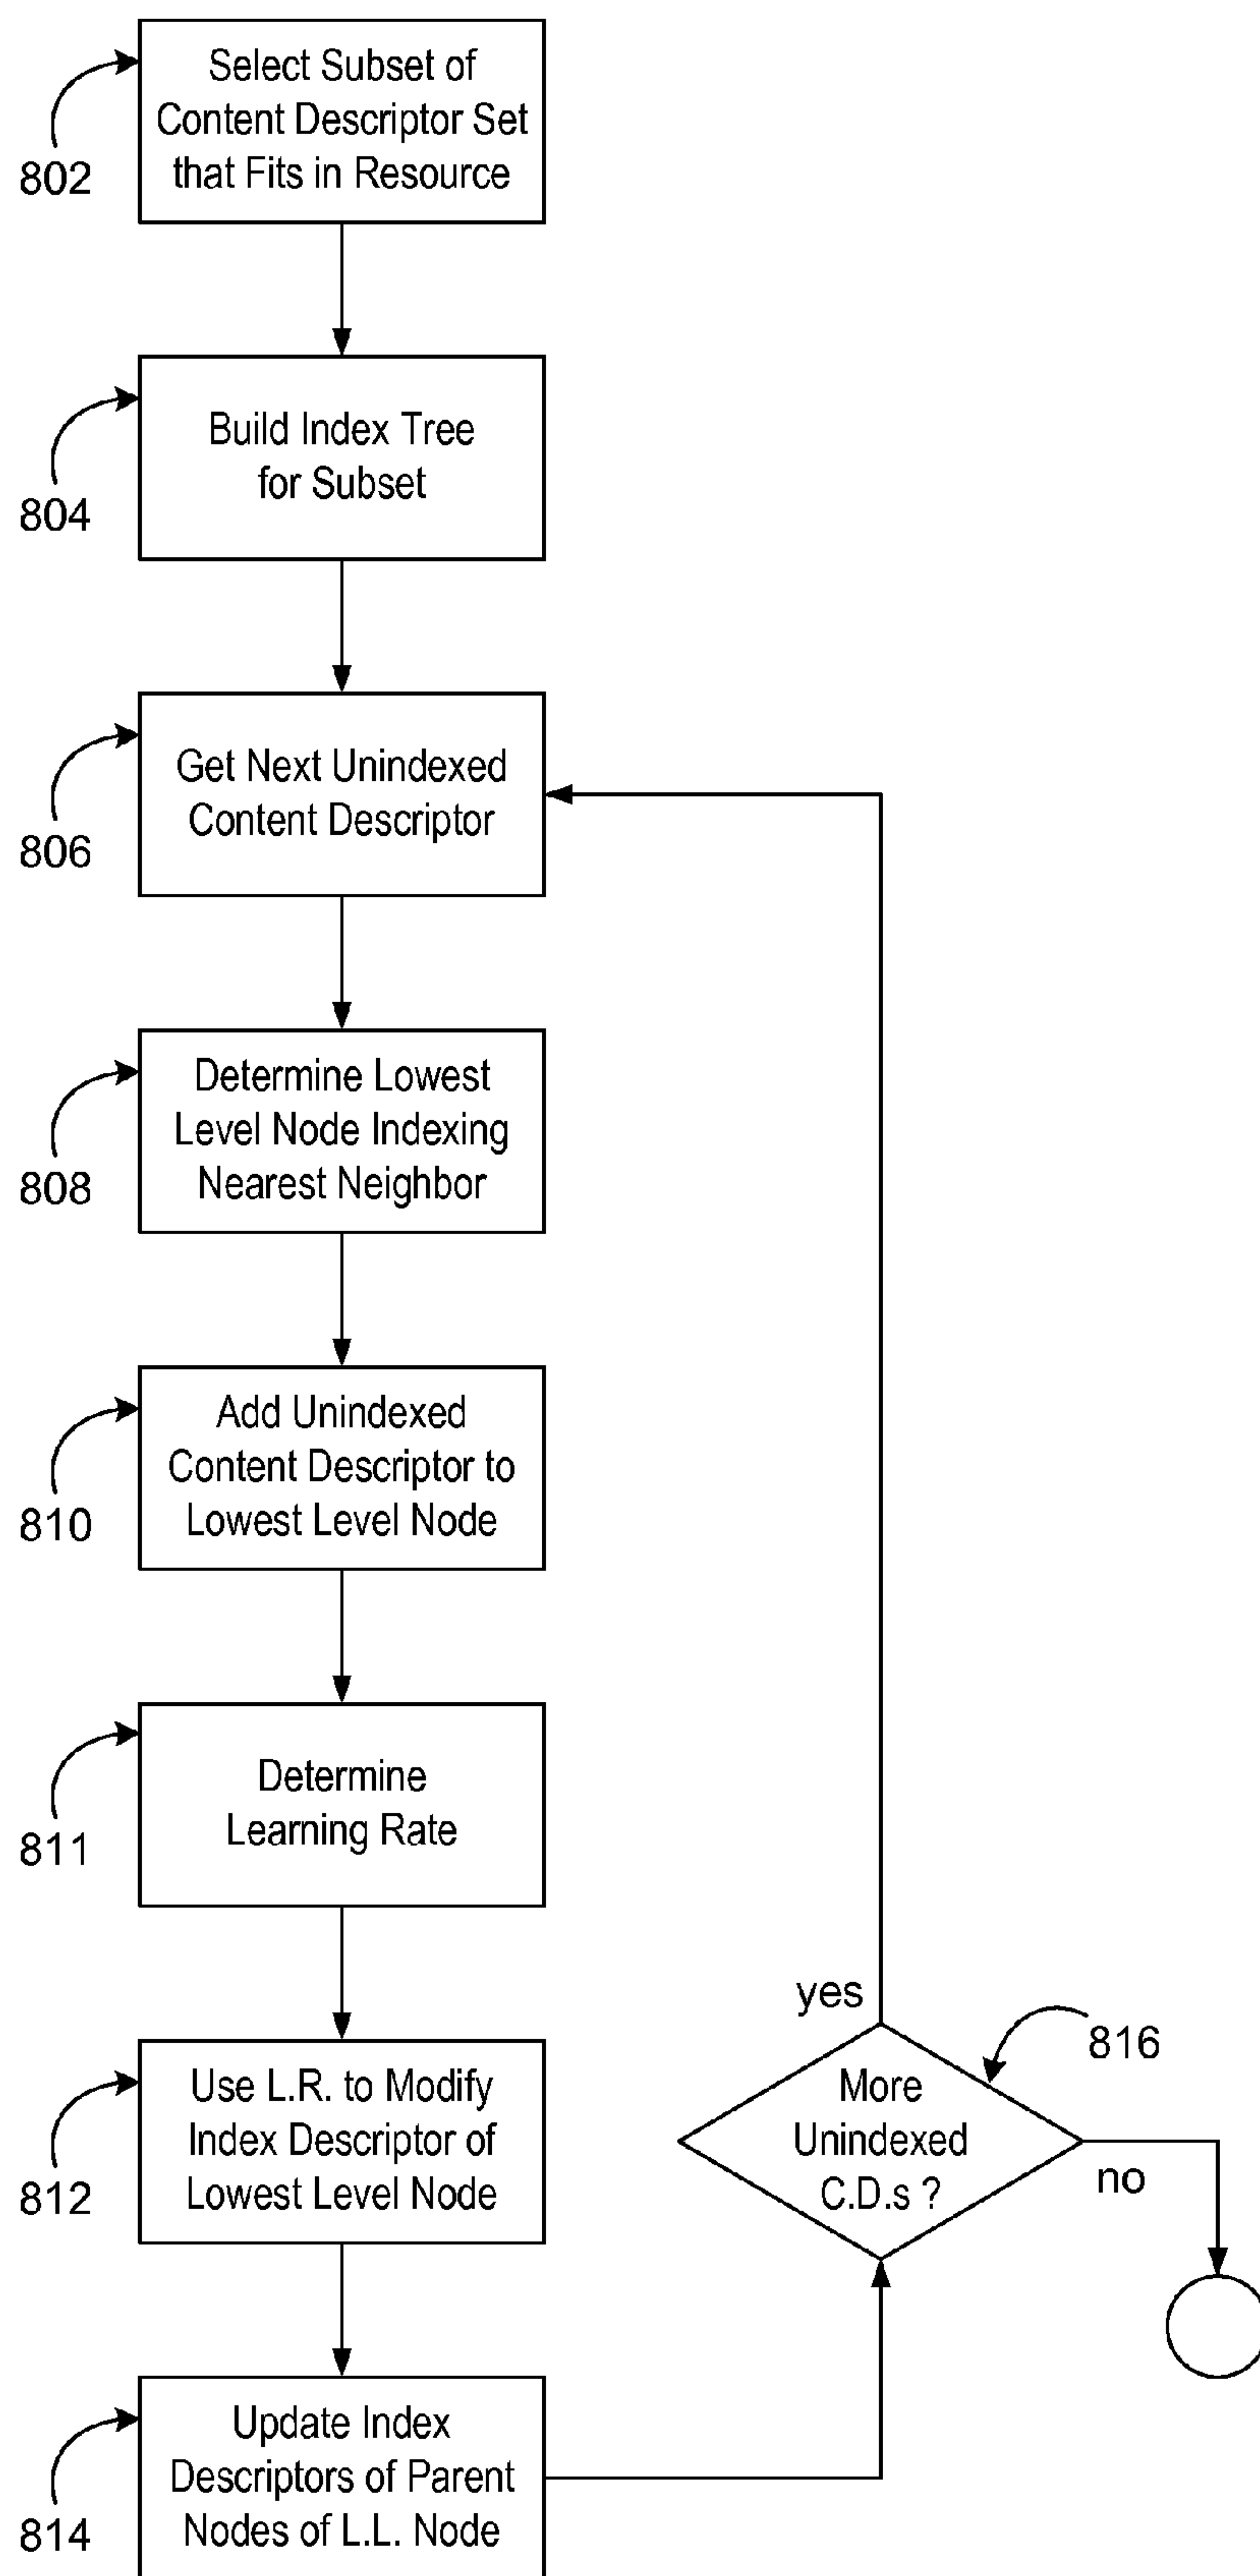 Select Subset of
Content Descriptor Set
that Fits in Resource
802
Build Index Tree
for Subset
804
Get Next Unindexed
Content Descriptor
806
Determine Lowest
Level Node Indexing
Nearest Neighbor
808
Add Unindexed
Content Descriptor to
Lowest Level Node
810
Determine
Learning Rate
811
Use L.R. to Modify
Index Descriptor of
Lowest Level Node
812
Update Index
Descriptors of Parent
Nodes of L.L. Node
814
yes
816
More
Unindexed
C.D.s ?
no